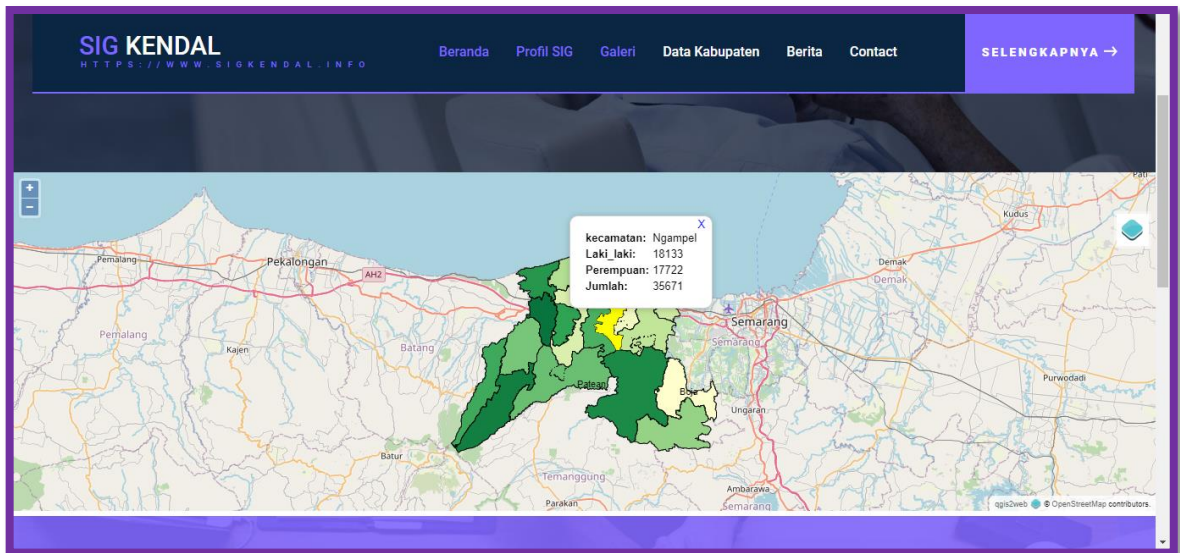 SIG KENDAL
HTTPS://WWW.SIGKENDAL.INFO
Beranda Profil SIG Galeri Data Kabupaten Berita Contact
SELENGKAPNYA →
+
−
X
kecamatan: Ngampel
Laki_laki: 18133
Perempuan: 17722
Jumlah: 35671
Pati
Kudus
Pemalang
Pekalongan
AH2
Demak
Demak
Semarang
Semarang
Pemalang
Kajen
Batang
Patean
Boja
Purwodadi
Ungaran
Batur
Temanggung
Parakan
Ambarawa
Semarang
qgis2web © OpenStreetMap contributors.